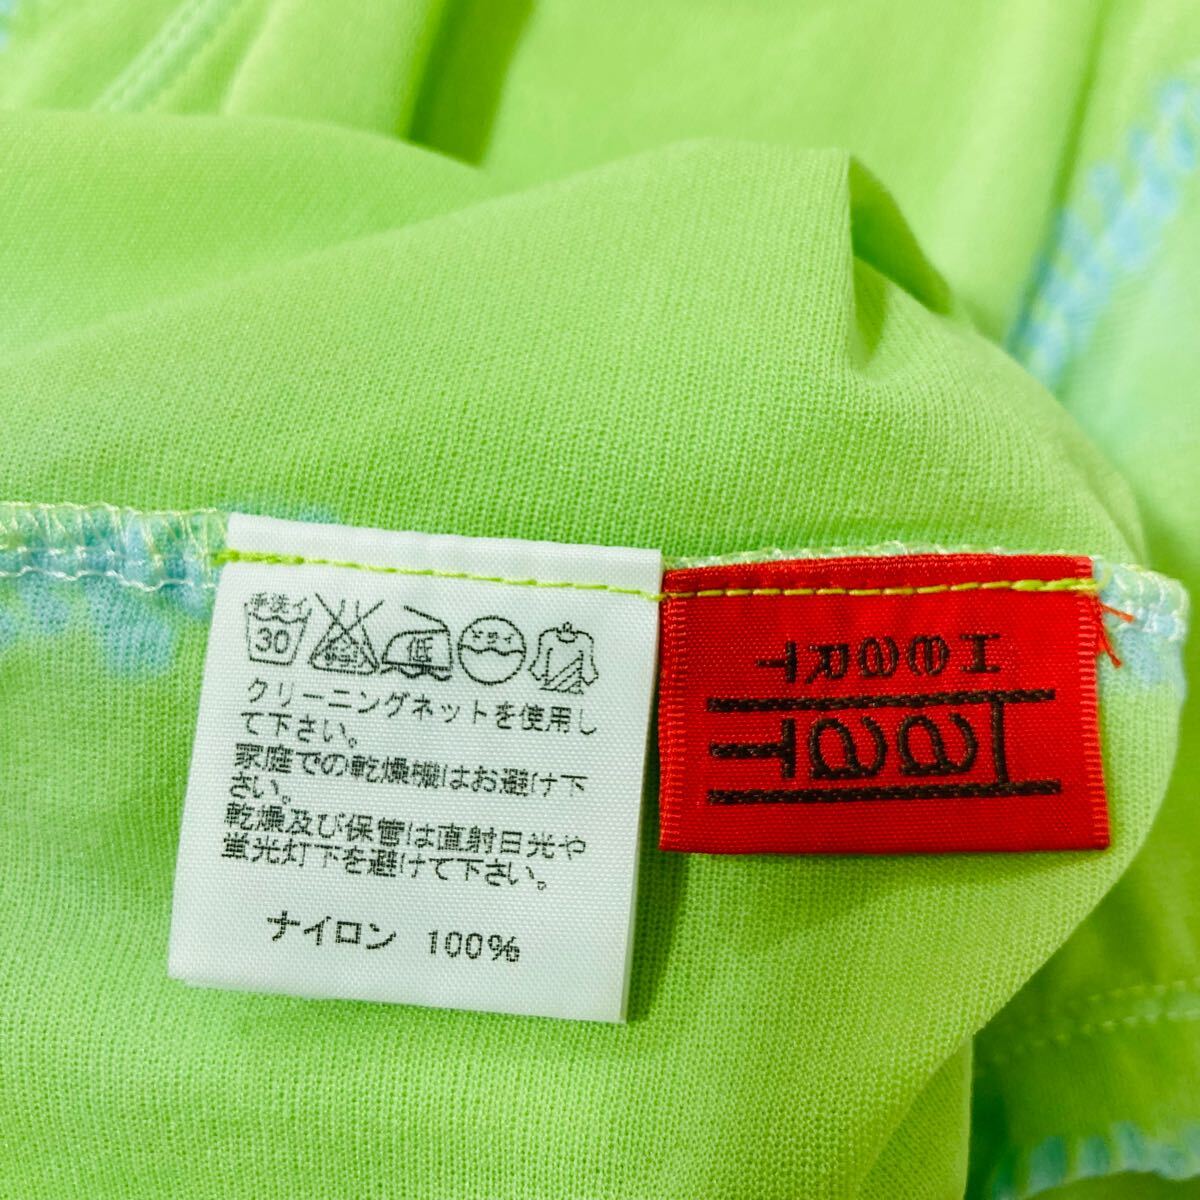 手洗イ
30
低
ドライ
クリーニングネットを使用し
て下さい。
家庭での乾燥機はお避け下
さい。
乾燥及び保管は直射日光や
蛍光灯下を避けて下さい。
ナイロン 100%
HeaRT